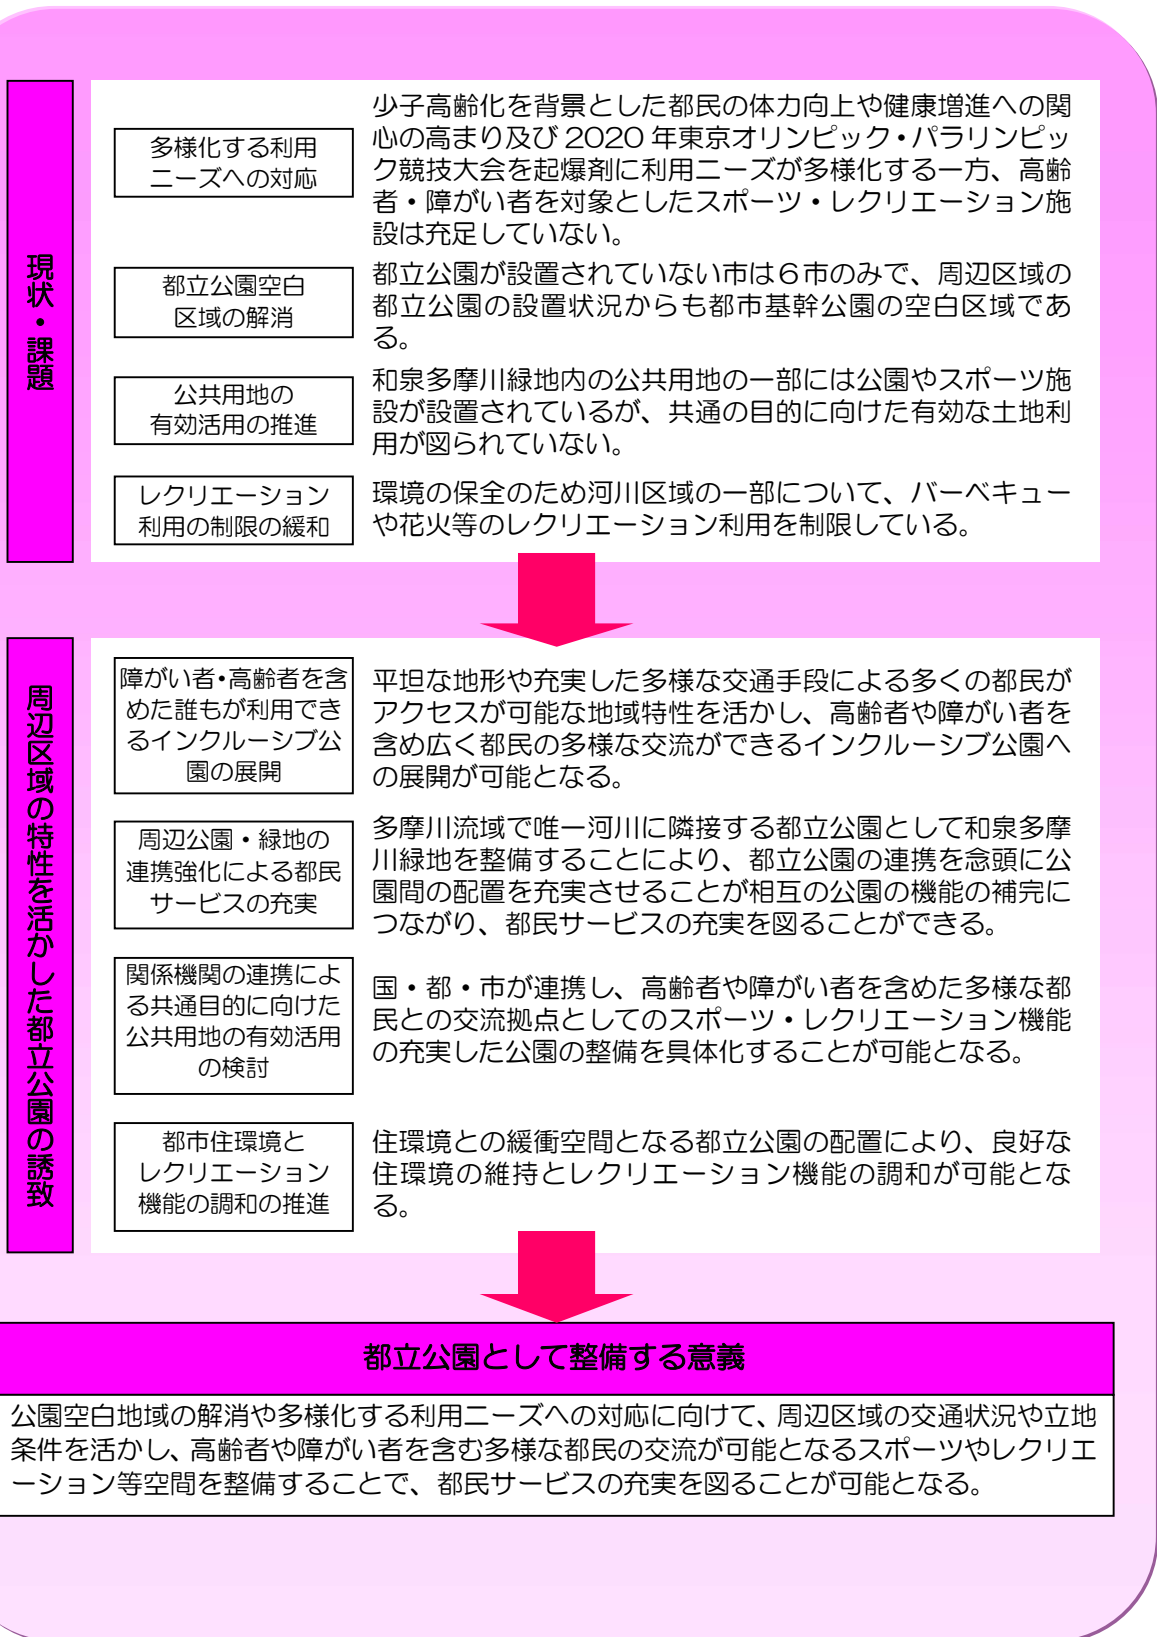 現状・課題
多様化する利用
ニーズへの対応
少子高齢化を背景とした都民の体力向上や健康増進への関
心の高まり及び 2020 年東京オリンピック・パラリンピッ
ク競技大会を起爆剤に利用ニーズが多様化する一方、高齢
者・障がい者を対象としたスポーツ・レクリエーション施
設は充足していない。
都立公園空白
区域の解消
都立公園が設置されていない市は６市のみで、周辺区域の
都立公園の設置状況からも都市基幹公園の空白区域であ
る。
公共用地の
有効活用の推進
和泉多摩川緑地内の公共用地の一部には公園やスポーツ施
設が設置されているが、共通の目的に向けた有効な土地利
用が図られていない。
レクリエーション
利用の制限の緩和
環境の保全のため河川区域の一部について、バーベキュー
や花火等のレクリエーション利用を制限している。
周辺区域の特性を活かした都立公園の誘致
障がい者・高齢者を含
めた誰もが利用でき
るインクルーシブ公
園の展開
平坦な地形や充実した多様な交通手段による多くの都民が
アクセスが可能な地域特性を活かし、高齢者や障がい者を
含め広く都民の多様な交流ができるインクルーシブ公園へ
の展開が可能となる。
周辺公園・緑地の
連携強化による都民
サービスの充実
多摩川流域で唯一河川に隣接する都立公園として和泉多摩
川緑地を整備することにより、都立公園の連携を念頭に公
園間の配置を充実させることが相互の公園の機能の補完に
つながり、都民サービスの充実を図ることができる。
関係機関の連携によ
る共通目的に向けた
公共用地の有効活用
の検討
国・都・市が連携し、高齢者や障がい者を含めた多様な都
民との交流拠点としてのスポーツ・レクリエーション機能
の充実した公園の整備を具体化することが可能となる。
都市住環境と
レクリエーション
機能の調和の推進
住環境との緩衝空間となる都立公園の配置により、良好な
住環境の維持とレクリエーション機能の調和が可能とな
る。
都立公園として整備する意義
公園空白地域の解消や多様化する利用ニーズへの対応に向けて、周辺区域の交通状況や立地
条件を活かし、高齢者や障がい者を含む多様な都民の交流が可能となるスポーツやレクリエ
ーション等空間を整備することで、都民サービスの充実を図ることが可能となる。